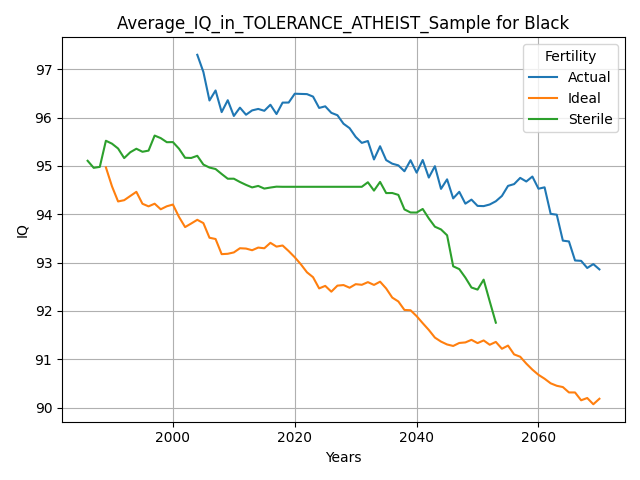 Average_IQ_in_TOLERANCE_ATHEIST_Sample for Black
Fertility
Actual
Ideal
Sterile
97
96
95
94
93
92
91
90
IQ
2000
2020
2040
2060
Years